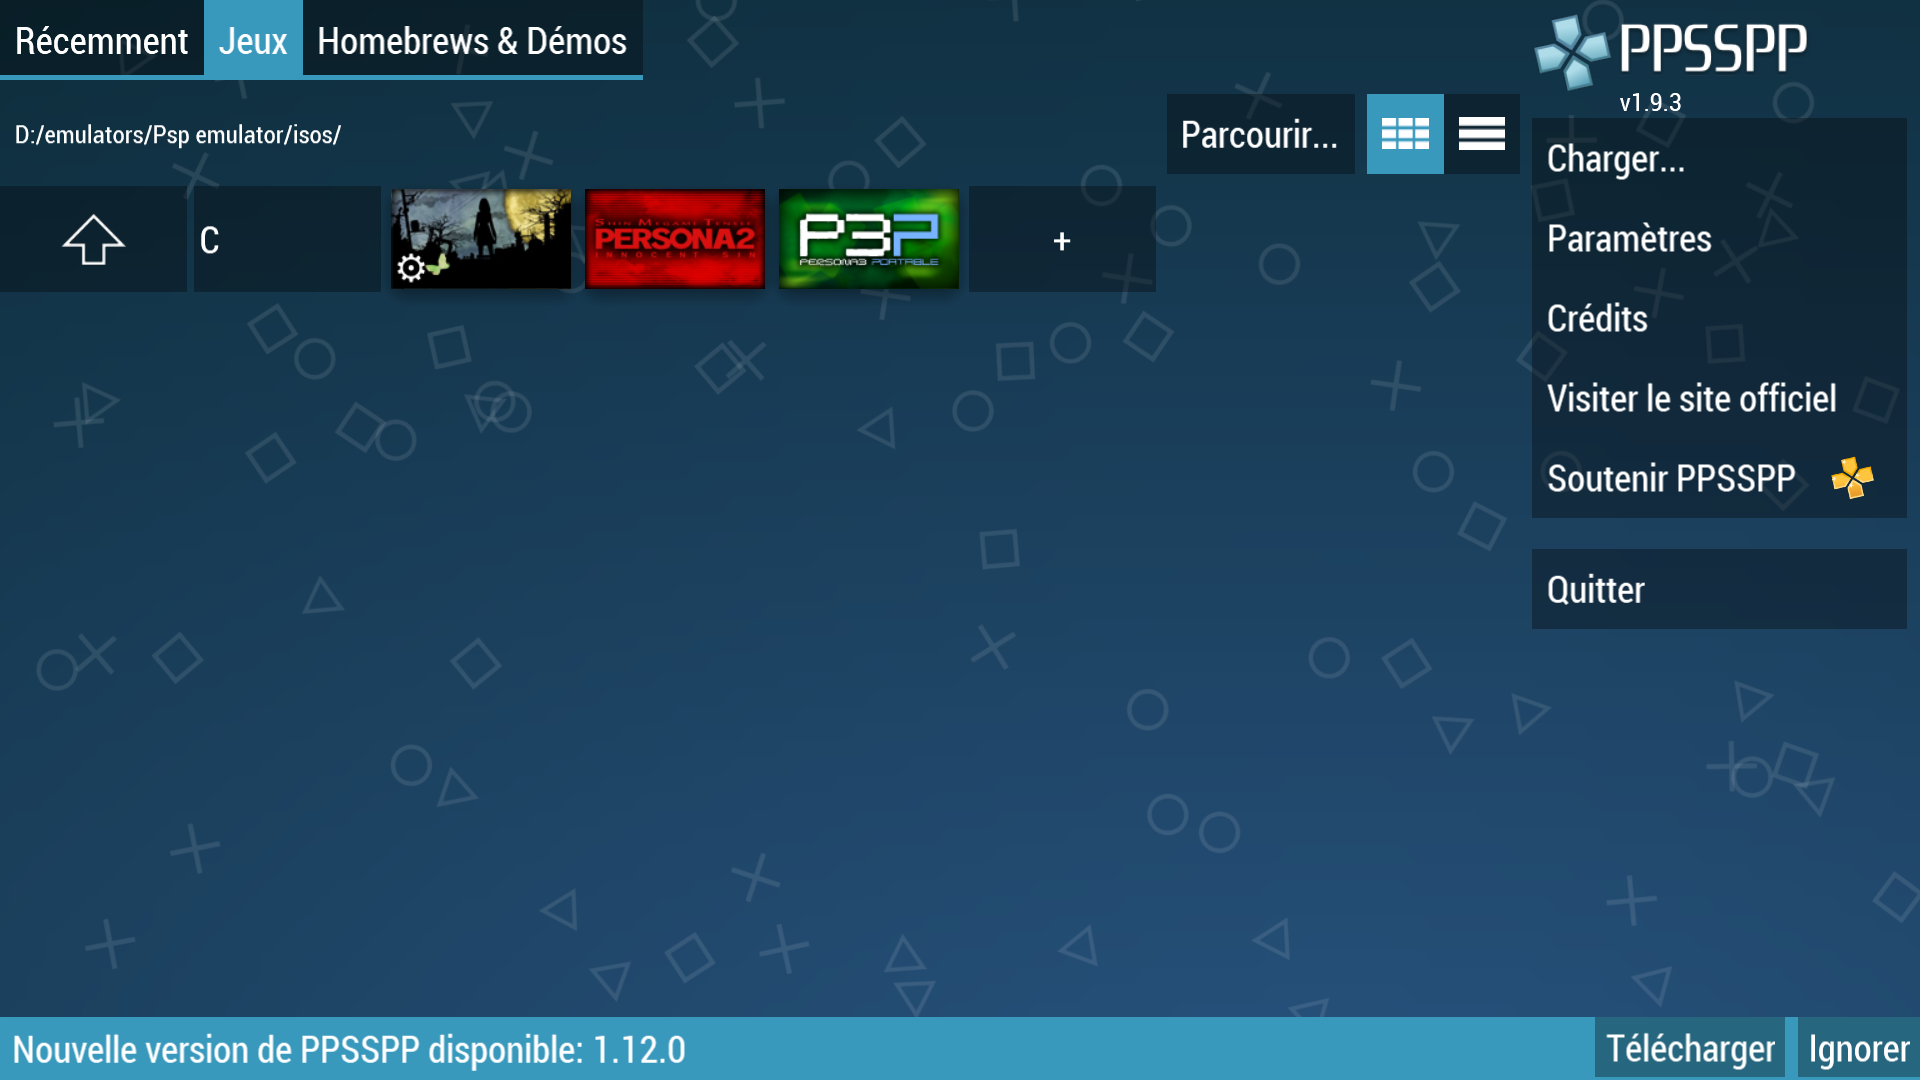 Récemment Jeux Homebrews & Démos
PPSSPP
v1.9.3
D:/emulators/Psp emulator/isos/
Parcourir...
C
SHIN MEGAMI TENSEI
PERSONA2
INNOCENT SIN
P3P
PERSONA3 PORTABLE
+
Charger...
Paramètres
Crédits
Visiter le site officiel
Soutenir PPSSPP
Quitter
Nouvelle version de PPSSPP disponible: 1.12.0
Télécharger Ignorer